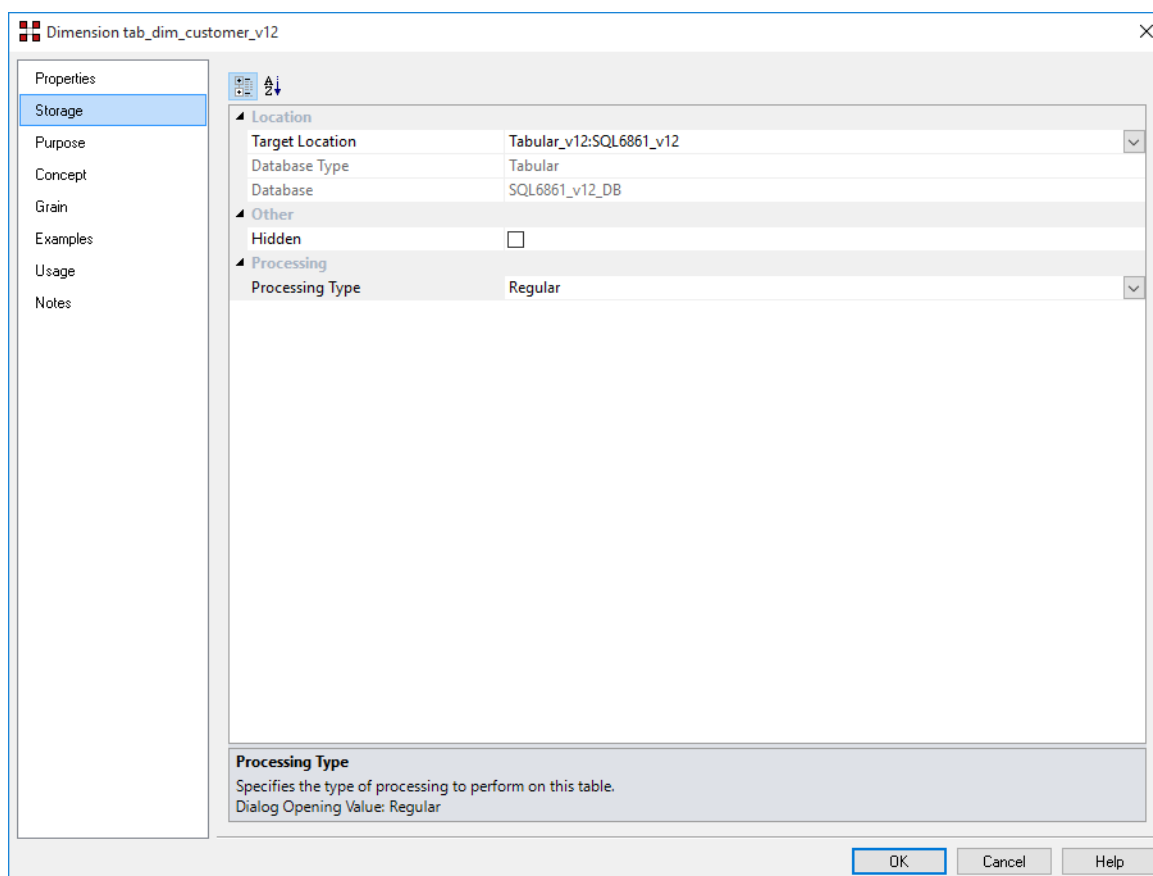 Dimension tab_dim_customer_v12
Properties
Storage
Purpose
Concept
Grain
Examples
Usage
Notes
Location
Target Location Tabular_v12:SQL6861_v12
Database Type Tabular
Database SQL6861_v12_DB
Other
Hidden
Processing
Processing Type Regular
Processing Type
Specifies the type of processing to perform on this table.
Dialog Opening Value: Regular
OK Cancel Help